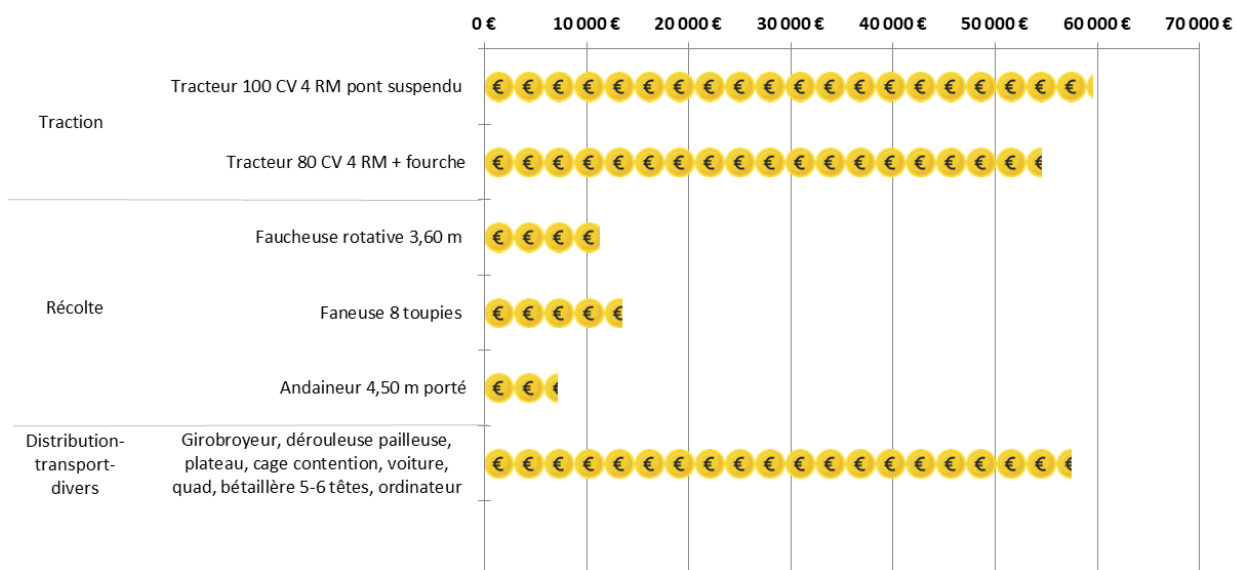 0 € 10 000 € 20 000 € 30 000 € 40 000 € 50 000 € 60 000 € 70 000 €
Traction
Tracteur 100 CV 4 RM pont suspendu
Tracteur 80 CV 4 RM + fourche
Récolte
Faucheuse rotative 3,60 m
Faneuse 8 toupies
Andaineur 4,50 m porté
Distribution-
transport-
divers
Girobroyeur, dérouleuse pailleuse,
plateau, cage contention, voiture,
quad, bétaillère 5-6 têtes, ordinateur